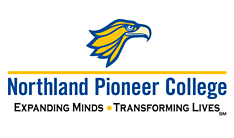 Northland Pioneer College
EXPANDING MINDS • TRANSFORMING LIVES SM